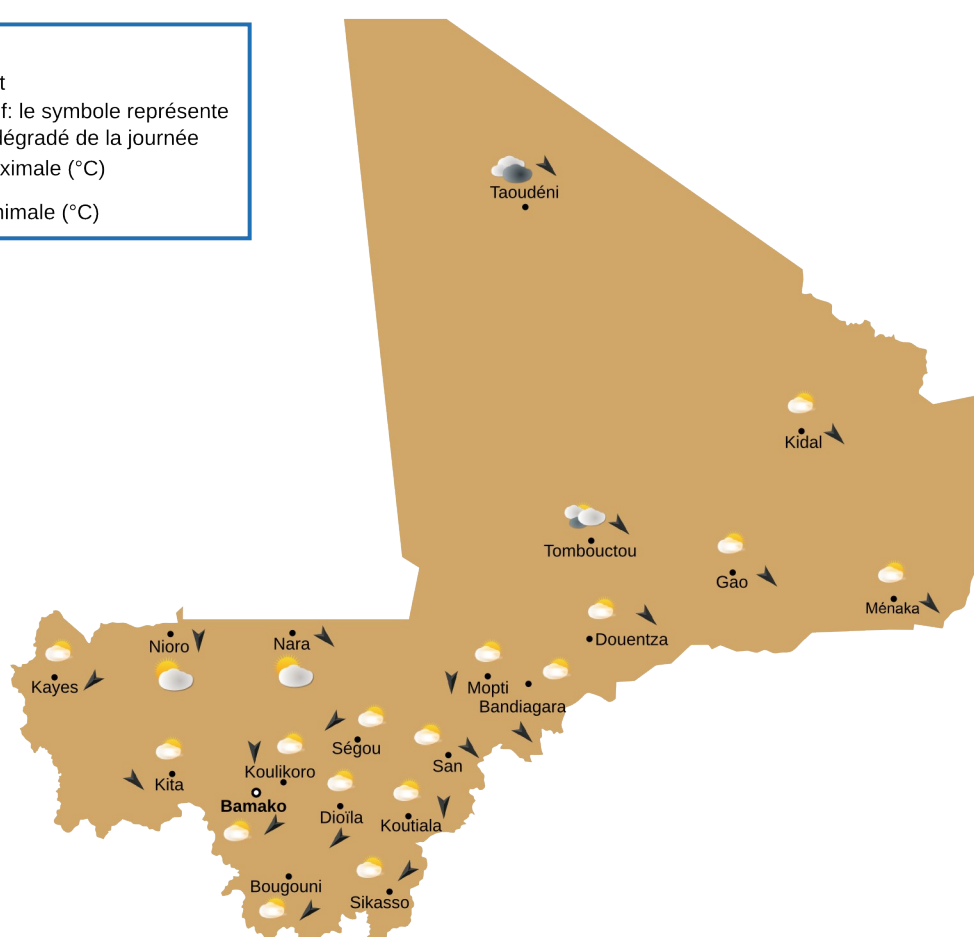 t
f: le symbole représente
dégradé de la journée
ximale (°C)
nimale (°C)
Taoudéni
Kidal
Tombouctou
Gao
Ménaka
Douentza
Nioro
Nara
Kayes
Mopti
Bandiagara
Ségou
San
Koulikoro
Kita
Bamako
Dioïla
Koutiala
Bougouni
Sikasso